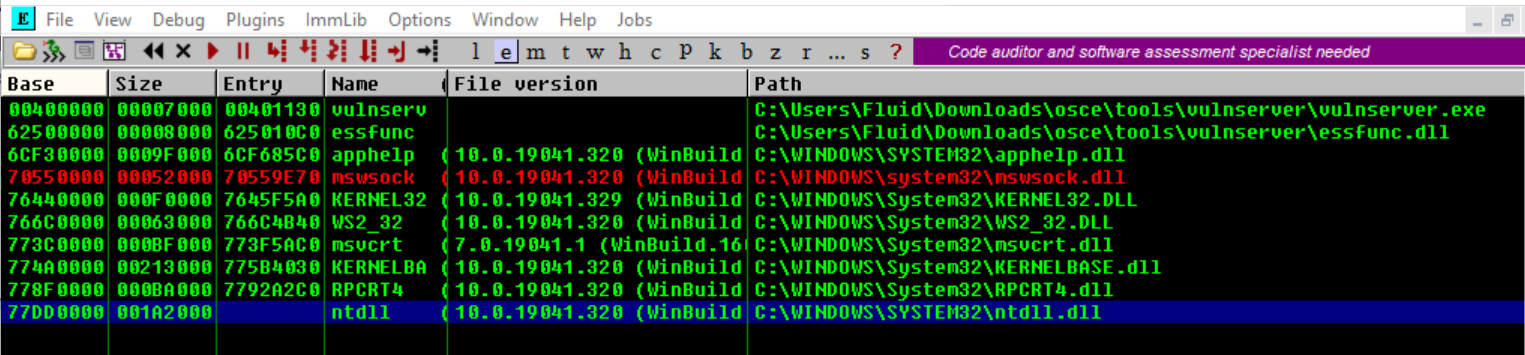 E File View Debug Plugins ImmLib Options Window Help Jobs
l e m t w h c P k b z r ... s ? Code auditor and software assessment specialist needed
Base Size Entry Name ( File version Path
00400000 00007000 00401130 vulnserv C:\Users\Fluid\Downloads\osce\tools\vulnserver\vulnserver.exe
62500000 00008000 625010C0 essfunc C:\Users\Fluid\Downloads\osce\tools\vulnserver\essfunc.dll
6CF30000 0009F000 6CF685C0 apphelp ( 10.0.19041.320 (WinBuild C:\WINDOWS\SYSTEM32\apphelp.dll
70550000 00052000 70559E70 mswsock ( 10.0.19041.320 (WinBuild C:\WINDOWS\system32\mswsock.dll
76440000 000F0000 7645F5A0 KERNEL32 ( 10.0.19041.329 (WinBuild C:\WINDOWS\System32\KERNEL32.DLL
766C0000 00063000 766C4B40 WS2_32 ( 10.0.19041.320 (WinBuild C:\WINDOWS\System32\WS2_32.DLL
773C0000 000BF000 773F5AC0 msvcrt ( 7.0.19041.1 (WinBuild.16 C:\WINDOWS\System32\msvcrt.dll
774A0000 00213000 775B4030 KERNELBA ( 10.0.19041.320 (WinBuild C:\WINDOWS\System32\KERNELBASE.dll
778F0000 000BA000 7792A2C0 RPCRT4 ( 10.0.19041.320 (WinBuild C:\WINDOWS\System32\RPCRT4.dll
77DD0000 001A2000 ntdll ( 10.0.19041.320 (WinBuild C:\WINDOWS\SYSTEM32\ntdll.dll